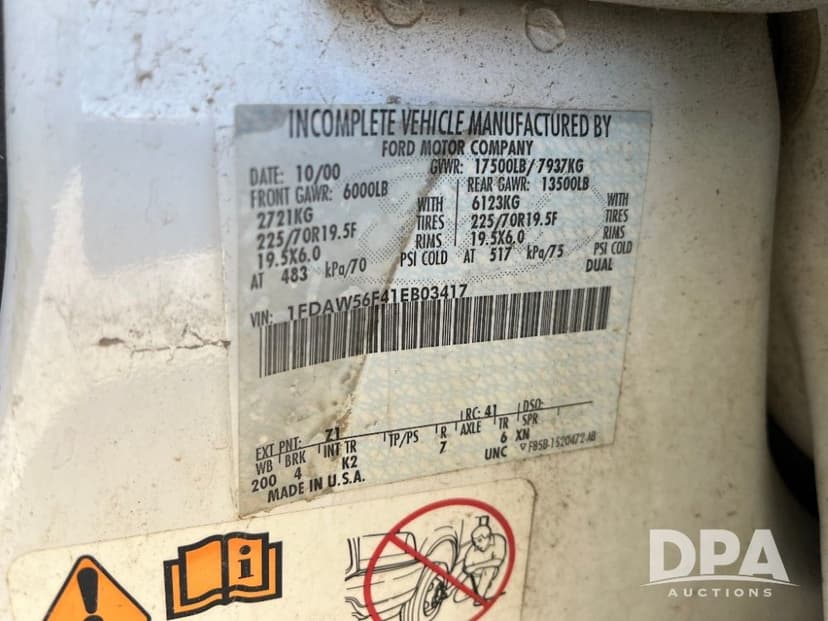 INCOMPLETE VEHICLE MANUFACTURED BY
FORD MOTOR COMPANY
DATE: 10/00 GVWR: 17500LB/ 7937KG
FRONT GAWR: 6000LB REAR GAWR: 13500LB
2721KG WITH 6123KG WITH
225/70R19.5F TIRES 225/70R19.5F TIRES
19.5X6.0 RIMS 19.5X6.0 RIMS
AT 483 kPa/70 PSI COLD AT 517 kPa/75 PSI COLD
DUAL
VIN: 1FDAW56F41EB03417
EXT PNT: Z1 RC: 41 DSO:
WB BRK INT TR TP/PS R AXLE TR SPR
200 4 K2 7 6 XN
MADE IN U.S.A. UNC F85B-1520472-AB
i
!
DPA
AUCTIONS